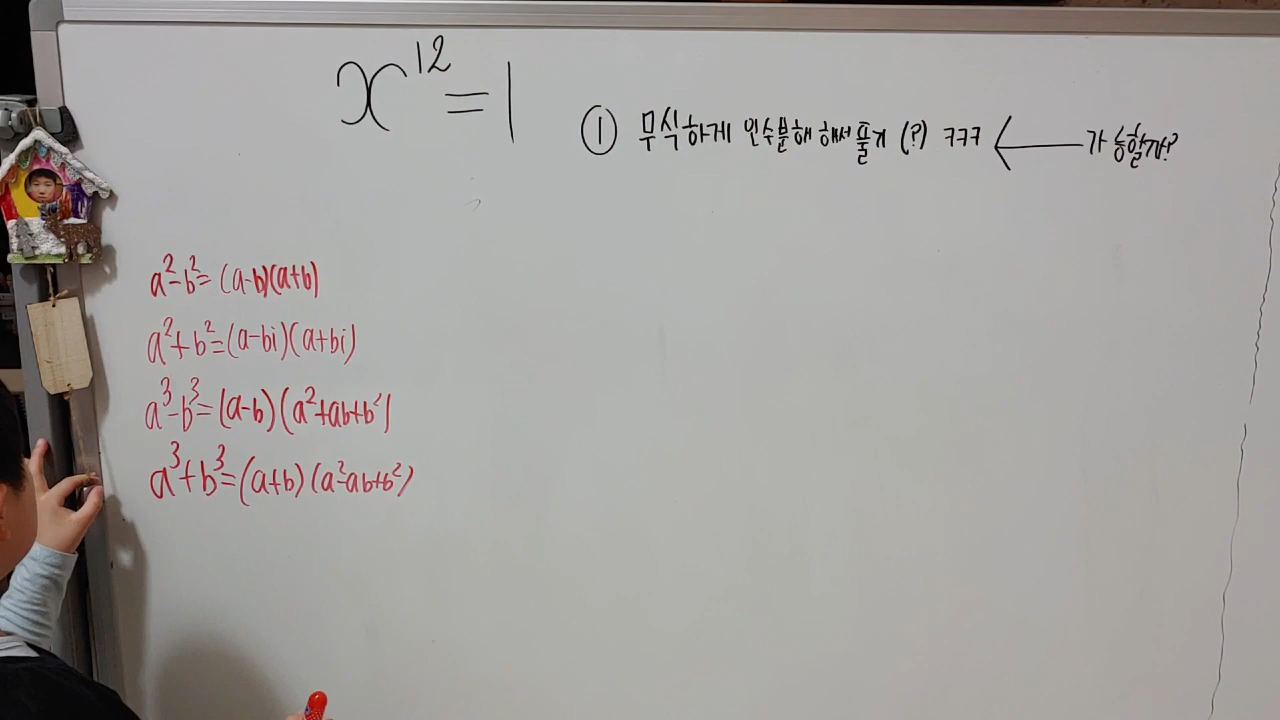 x^12 = 1
① 무식하게 인수분해 해서 풀기 (?) ㅋㅋㅋ ← 가능할까?
a²-b²=(a-b)(a+b)
a²+b²=(a-bi)(a+bi)
a³-b³=(a-b)(a²+ab+b²)
a³+b³=(a+b)(a²-ab+b²)